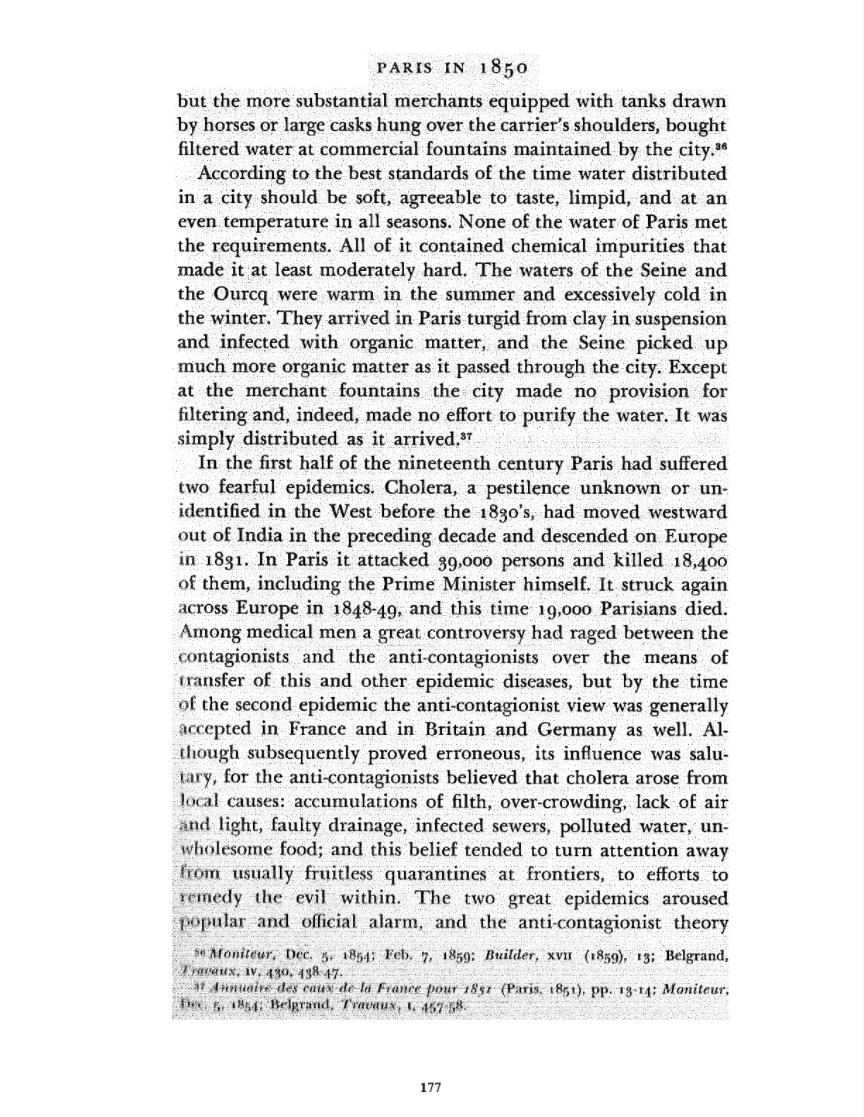 PARIS IN 1850
but the more substantial merchants equipped with tanks drawn
by horses or large casks hung over the carrier's shoulders, bought
filtered water at commercial fountains maintained by the city.³⁶
According to the best standards of the time water distributed
in a city should be soft, agreeable to taste, limpid, and at an
even temperature in all seasons. None of the water of Paris met
the requirements. All of it contained chemical impurities that
made it at least moderately hard. The waters of the Seine and
the Ourcq were warm in the summer and excessively cold in
the winter. They arrived in Paris turgid from clay in suspension
and infected with organic matter, and the Seine picked up
much more organic matter as it passed through the city. Except
at the merchant fountains the city made no provision for
filtering and, indeed, made no effort to purify the water. It was
simply distributed as it arrived.³⁷
In the first half of the nineteenth century Paris had suffered
two fearful epidemics. Cholera, a pestilence unknown or un-
identified in the West before the 1830's, had moved westward
out of India in the preceding decade and descended on Europe
in 1831. In Paris it attacked 39,000 persons and killed 18,400
of them, including the Prime Minister himself. It struck again
across Europe in 1848-49, and this time 19,000 Parisians died.
Among medical men a great controversy had raged between the
contagionists and the anti-contagionists over the means of
transfer of this and other epidemic diseases, but by the time
of the second epidemic the anti-contagionist view was generally
accepted in France and in Britain and Germany as well. Al-
though subsequently proved erroneous, its influence was salu-
tary, for the anti-contagionists believed that cholera arose from
local causes: accumulations of filth, over-crowding, lack of air
and light, faulty drainage, infected sewers, polluted water, un-
wholesome food; and this belief tended to turn attention away
from usually fruitless quarantines at frontiers, to efforts to
remedy the evil within. The two great epidemics aroused
popular and official alarm, and the anti-contagionist theory
³⁶ Moniteur, Dec. 5, 1854; Feb. 7, 1859; Builder, XVII (1859), 13; Belgrand,
Travaux, IV, 430, 438-47.
³⁷ Annuaire des eaux de la France pour 1851 (Paris, 1851), pp. 13-14; Moniteur,
Dec. 5, 1854; Belgrand, Travaux, I, 457-58.
177